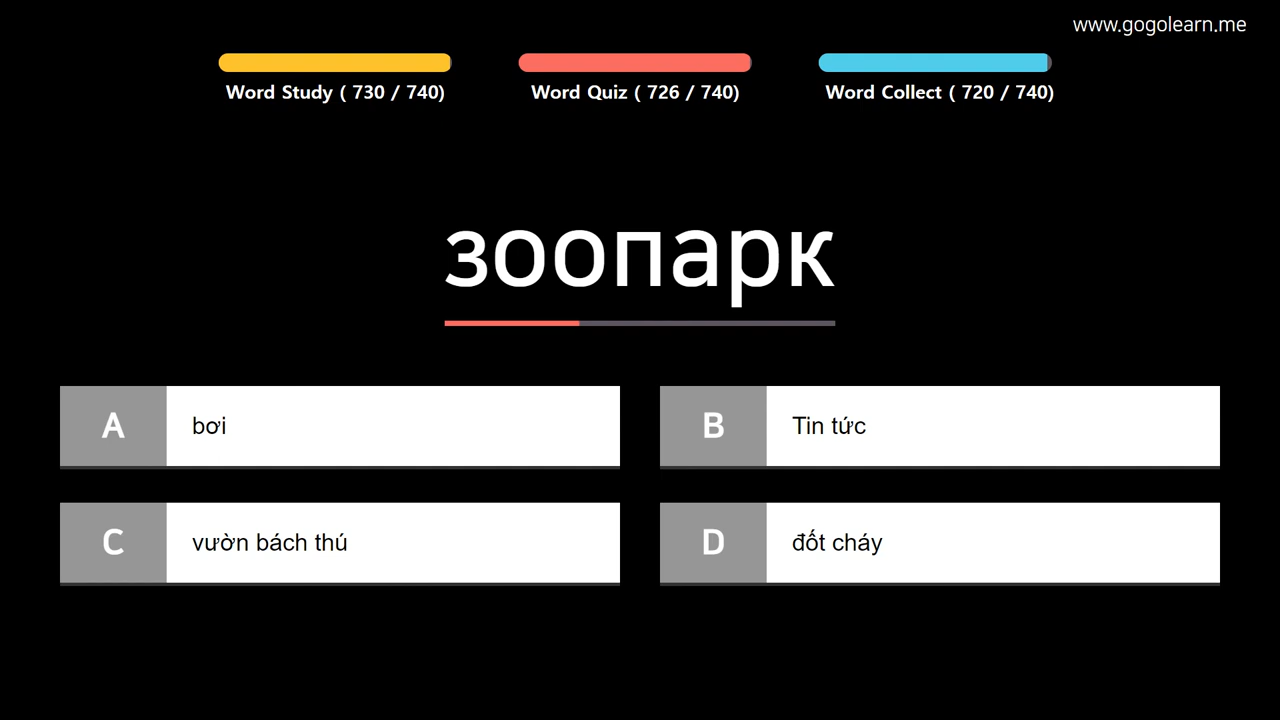 www.gogolearn.me
Word Study ( 730 / 740)
Word Quiz ( 726 / 740)
Word Collect ( 720 / 740)
зоопарк
A
bơi
B
Tin tức
C
vườn bách thú
D
đốt cháy